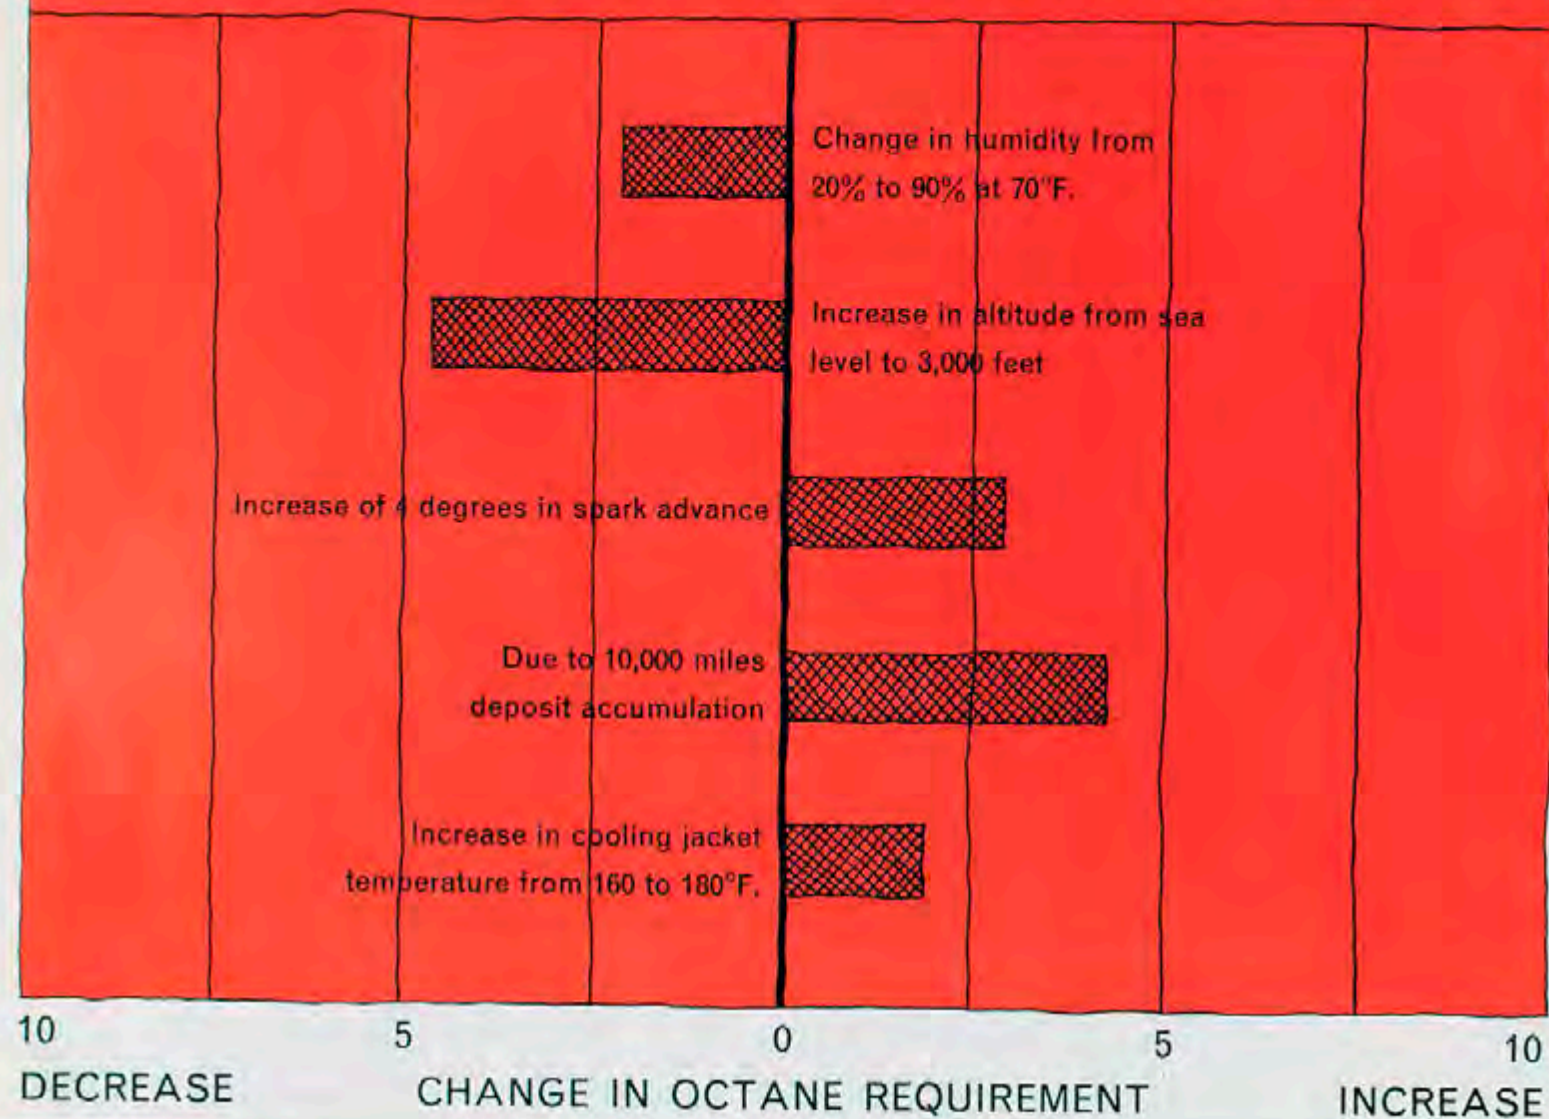 Change in humidity from
20% to 90% at 70°F.
Increase in altitude from sea
level to 3,000 feet
Increase of 4 degrees in spark advance
Due to 10,000 miles
deposit accumulation
Increase in cooling jacket
temperature from 160 to 180°F.
10 5 0 5 10
DECREASE CHANGE IN OCTANE REQUIREMENT INCREASE